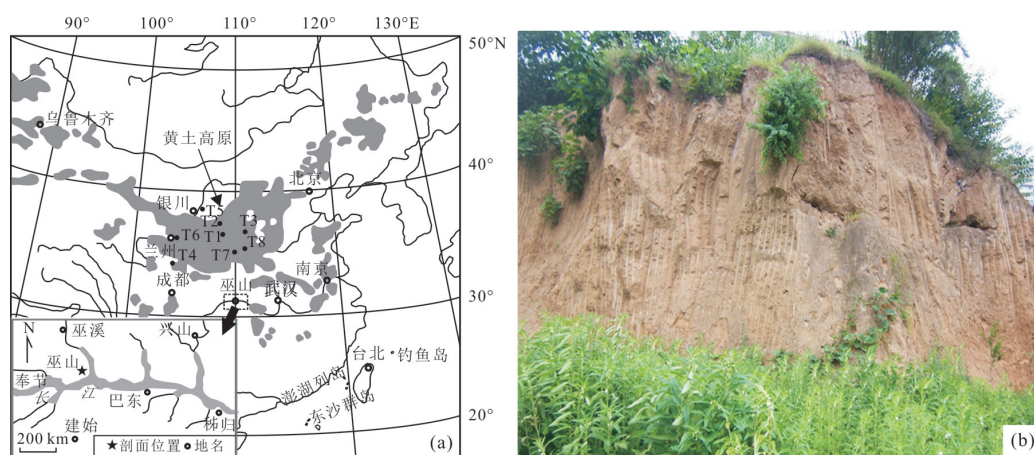 90° 100° 110° 120° 130°E
50°N
乌鲁木齐
黄土高原
40°
北京
银川
T5
T2 T3
T6 T1
兰州 T8
T4 T7
成都 南京
巫山 武汉
30°
N
巫溪 兴山
巫山
台北 钓鱼岛
奉节
长江
巴东
澎湖列岛
东沙群岛
秭归
20°
建始
200 km
★剖面位置 地名
(a)
(b)